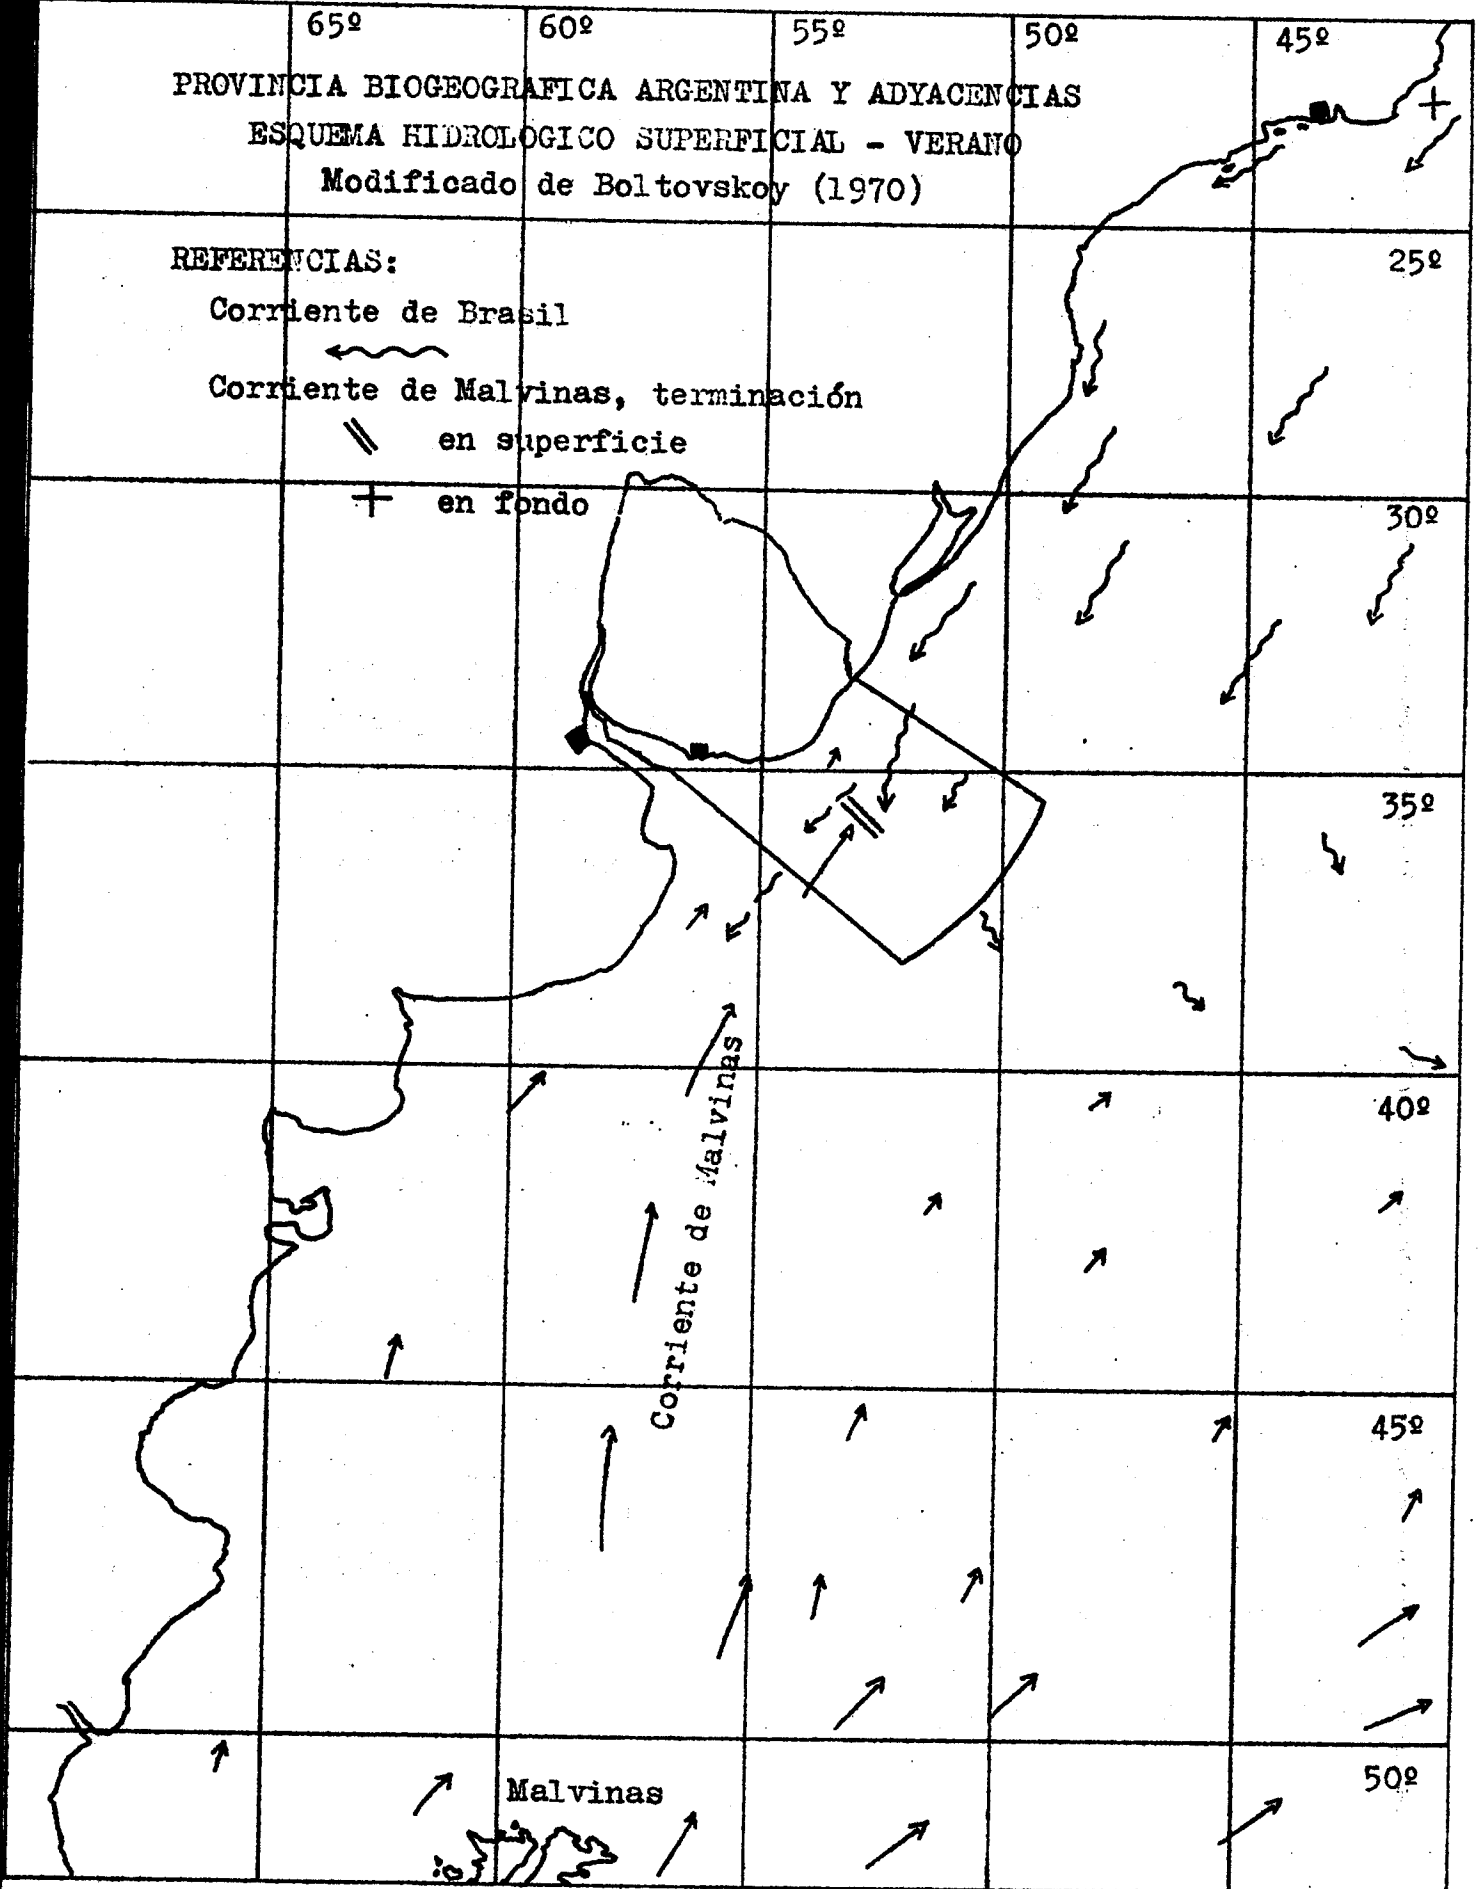 65º 60º 55º 50º 45º
PROVINCIA BIOGEOGRAFICA ARGENTINA Y ADYACENCIAS
ESQUEMA HIDROLOGICO SUPERFICIAL - VERANO
Modificado de Boltovskoy (1970)
25º
REFERENCIAS:
Corriente de Brasil
Corriente de Malvinas, terminación
en superficie
en fondo
30º
35º
40º
Corriente de Malvinas
45º
50º
Malvinas